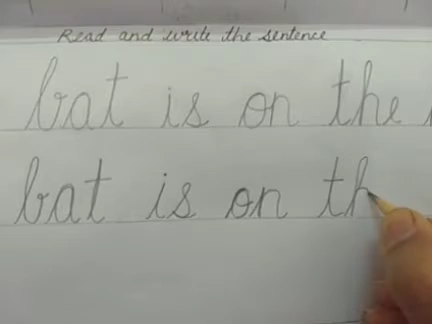 Read and write the sentence
bat is on the
bat is on th